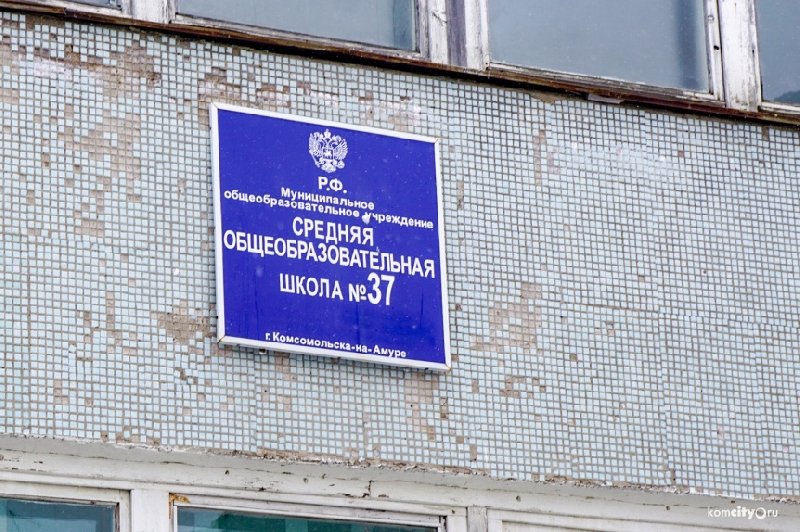 Р.Ф.
Муниципальное
общеобразовательное учреждение
СРЕДНЯЯ
ОБЩЕОБРАЗОВАТЕЛЬНАЯ
ШКОЛА №37
г. Комсомольска-на-Амуре
komcity.ru